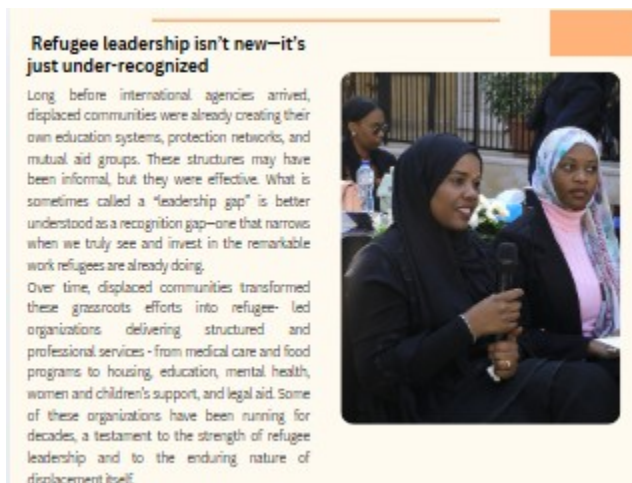 Refugee leadership isn't new—it's
just under-recognized
Long before international agencies arrived,
displaced communities were already creating their
own education systems, protection networks, and
mutual aid groups. These structures may have
been informal, but they were effective. What is
sometimes called a "leadership gap" is better
understood as a recognition gap—one that narrows
when we truly see and invest in the remarkable
work refugees are already doing.
Over time, displaced communities transformed
these grassroots efforts into refugee- led
organizations delivering structured and
professional services - from medical care and food
programs to housing, education, mental health,
women and children's support, and legal aid. Some
of these organizations have been running for
decades, a testament to the strength of refugee
leadership and to the enduring nature of
displacement itself.